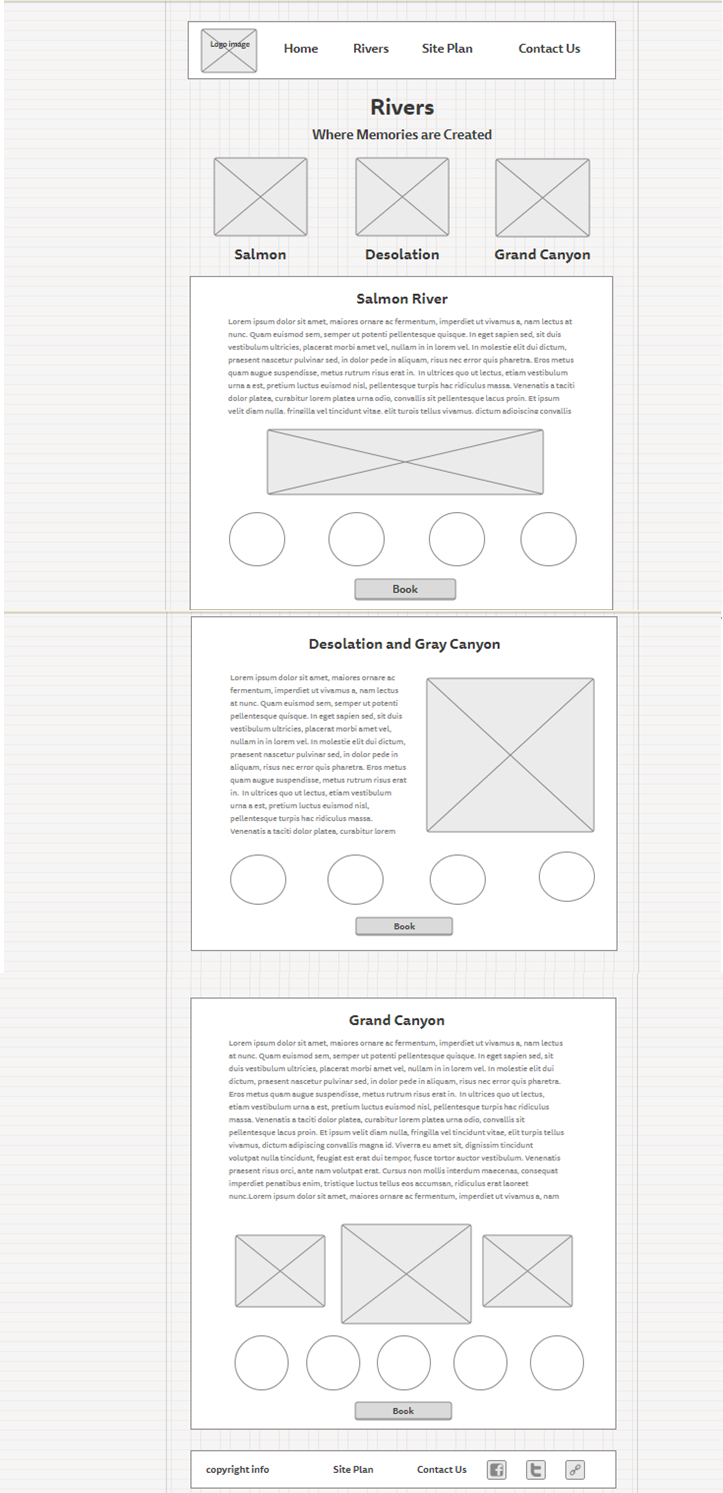 Logo image
Home Rivers Site Plan Contact Us
Rivers
Where Memories are Created
Salmon Desolation Grand Canyon
Salmon River
Lorem ipsum dolor sit amet, maiores ornare ac fermentum, imperdiet ut vivamus a, nam lectus at
nunc. Quam euismod sem, semper ut potenti pellentesque quisque. In eget sapien sed, sit duis
vestibulum ultricies, placerat morbi amet vel, nullam in in lorem vel. In molestie elit dui dictum,
praesent nascetur pulvinar sed, in dolor pede in aliquam, risus nec error quis pharetra. Eros metus
quam augue suspendisse, metus rutrum risus erat in. In ultrices quo ut lectus, etiam vestibulum
urna a est, pretium luctus euismod nisl, pellentesque turpis hac ridiculus massa. Venenatis a taciti
dolor platea, curabitur lorem platea urna odio, convallis sit pellentesque lacus proin. Et ipsum
velit diam nulla, fringilla vel tincidunt vitae, elit turpis tellus vivamus, dictum adipiscing convallis
Book
Desolation and Gray Canyon
Lorem ipsum dolor sit amet, maiores ornare ac
fermentum, imperdiet ut vivamus a, nam lectus
at nunc. Quam euismod sem, semper ut potenti
pellentesque quisque. In eget sapien sed, sit duis
vestibulum ultricies, placerat morbi amet vel,
nullam in in lorem vel. In molestie elit dui dictum,
praesent nascetur pulvinar sed, in dolor pede in
aliquam, risus nec error quis pharetra. Eros metus
quam augue suspendisse, metus rutrum risus erat
in. In ultrices quo ut lectus, etiam vestibulum
urna a est, pretium luctus euismod nisl,
pellentesque turpis hac ridiculus massa.
Venenatis a taciti dolor platea, curabitur lorem
Book
Grand Canyon
Lorem ipsum dolor sit amet, maiores ornare ac fermentum, imperdiet ut vivamus a, nam lectus
at nunc. Quam euismod sem, semper ut potenti pellentesque quisque. In eget sapien sed, sit
duis vestibulum ultricies, placerat morbi amet vel, nullam in in lorem vel. In molestie elit dui
dictum, praesent nascetur pulvinar sed, in dolor pede in aliquam, risus nec error quis pharetra.
Eros metus quam augue suspendisse, metus rutrum risus erat in. In ultrices quo ut lectus,
etiam vestibulum urna a est, pretium luctus euismod nisl, pellentesque turpis hac ridiculus
massa. Venenatis a taciti dolor platea, curabitur lorem platea urna odio, convallis sit
pellentesque lacus proin. Et ipsum velit diam nulla, fringilla vel tincidunt vitae, elit turpis tellus
vivamus, dictum adipiscing convallis magna id. Viverra eu amet sit, dignissim tincidunt
volutpat nulla tincidunt, feugiat est erat dui tempor, fusce tortor auctor vestibulum. Venenatis
praesent risus orci, ante nam volutpat erat. Cursus non mollis interdum maecenas, consequat
imperdiet penatibus enim, tristique luctus tellus eos accumsan, ridiculus erat laoreet
nunc.Lorem ipsum dolor sit amet, maiores ornare ac fermentum, imperdiet ut vivamus a, nam
Book
copyright info Site Plan Contact Us